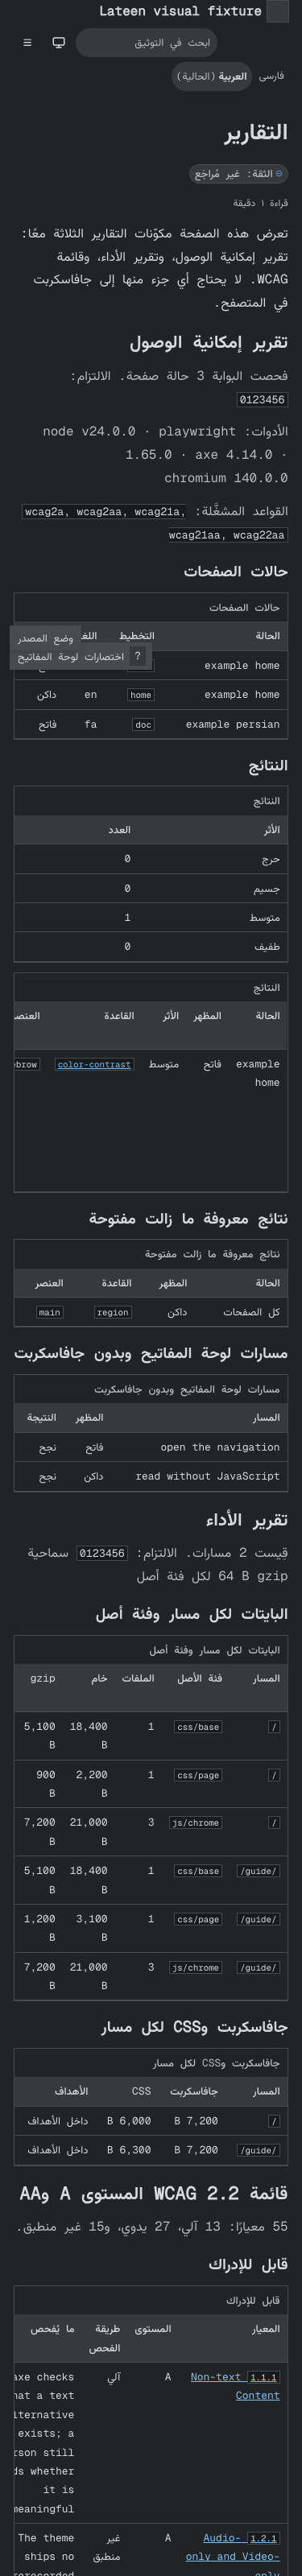 Lateen visual fixture
ابحث في التوثيق
فارسی
العربية (الحالية)
التقارير
الثقة: غير مُراجَع
قراءة ١ دقيقة
تعرض هذه الصفحة مكوّنات التقارير الثلاثة معًا:
تقرير إمكانية الوصول، وتقرير الأداء، وقائمة
WCAG. لا يحتاج أي جزء منها إلى جافاسكربت
في المتصفح.
تقرير إمكانية الوصول
فحصت البوابة 3 حالة صفحة. الالتزام:
0123456
الأدوات: node v24.0.0 · playwright
1.65.0 · axe 4.14.0 ·
chromium 140.0.0
القواعد المشغَّلة: wcag2a, wcag2aa, wcag21a,
wcag21aa, wcag22aa
حالات الصفحات
حالات الصفحات
الحالة التخطيط
وضع المصدر
? اختصارات لوحة المفاتيح
example home
example home home en داكن
example persian doc fa فاتح
النتائج
النتائج
الأثر العدد
حرج 0
جسيم 0
متوسط 1
طفيف 0
النتائج
الحالة المظهر الأثر القاعدة
example فاتح متوسط color-contrast
home
نتائج معروفة ما زالت مفتوحة
نتائج معروفة ما زالت مفتوحة
الحالة المظهر القاعدة العنصر
كل الصفحات داكن region main
مسارات لوحة المفاتيح وبدون جافاسكربت
مسارات لوحة المفاتيح وبدون جافاسكربت
المسار المظهر النتيجة
open the navigation فاتح نجح
read without JavaScript داكن نجح
تقرير الأداء
قِيست 2 مسارات. الالتزام: 0123456 سماحية
64 B gzip لكل فئة أصل
البايتات لكل مسار وفئة أصل
البايتات لكل مسار وفئة أصل
المسار فئة الأصل الملفات خام gzip
/ css/base 1 18,400 B 5,100 B
/ css/page 1 2,200 B 900 B
/ js/chrome 3 21,000 B 7,200 B
/guide/ css/base 1 18,400 B 5,100 B
/guide/ css/page 1 3,100 B 1,200 B
/guide/ js/chrome 3 21,000 B 7,200 B
جافاسكربت وCSS لكل مسار
جافاسكربت وCSS لكل مسار
المسار جافاسكربت CSS الأهداف
/ 7,200 B 6,000 B داخل الأهداف
/guide/ 7,200 B 6,300 B داخل الأهداف
قائمة WCAG 2.2 المستوى A وAA
55 معيارًا: 13 آلي، 27 يدوي، و15 غير منطبق.
قابل للإدراك
قابل للإدراك
المعيار المستوى طريقة الفحص ما يُفحص
1.1.1 Non-text A آلي axe checks
Content
a text
exists; a
still
whether
it is
meaningful
1.2.1 Audio- A غير The theme
only and Video- منطبق ships no